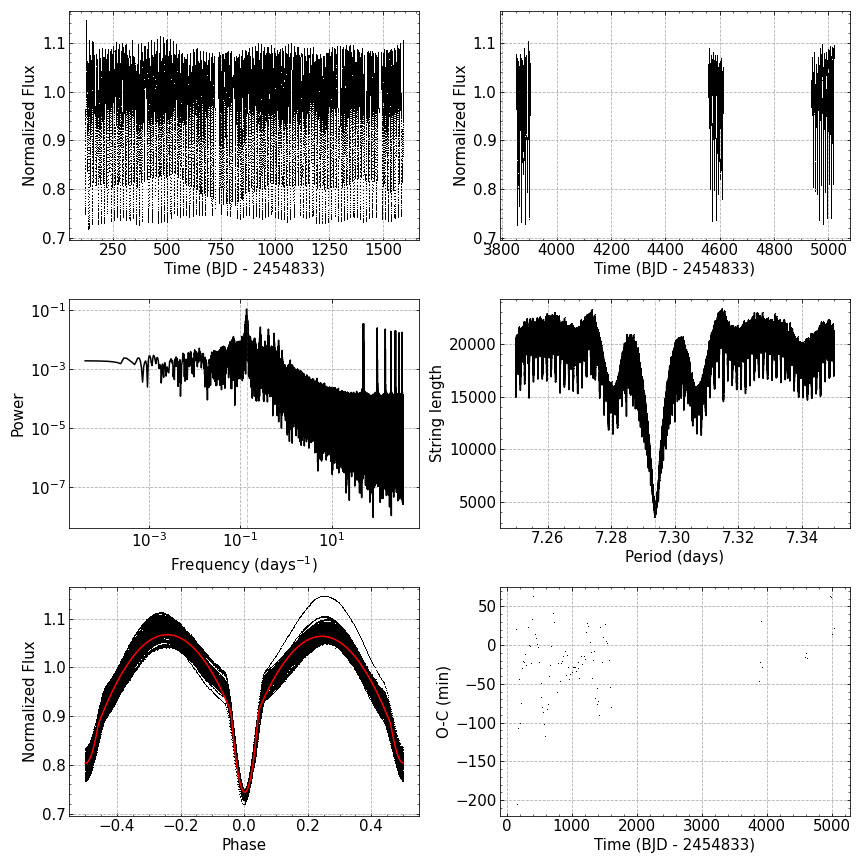 Normalized Flux
1.1
1.0
0.9
0.8
0.7
250 500 750 1000 1250 1500
Time (BJD - 2454833)
Normalized Flux
1.1
1.0
0.9
0.8
0.7
3800 4000 4200 4400 4600 4800 5000
Time (BJD - 2454833)
Power
10⁻¹
10⁻³
10⁻⁵
10⁻⁷
10⁻³ 10⁻¹ 10¹
Frequency (days⁻¹)
String length
20000
15000
10000
5000
7.26 7.28 7.30 7.32 7.34
Period (days)
Normalized Flux
1.1
1.0
0.9
0.8
0.7
−0.4 −0.2 0.0 0.2 0.4
Phase
O-C (min)
50
0
−50
−100
−150
−200
0 1000 2000 3000 4000 5000
Time (BJD - 2454833)